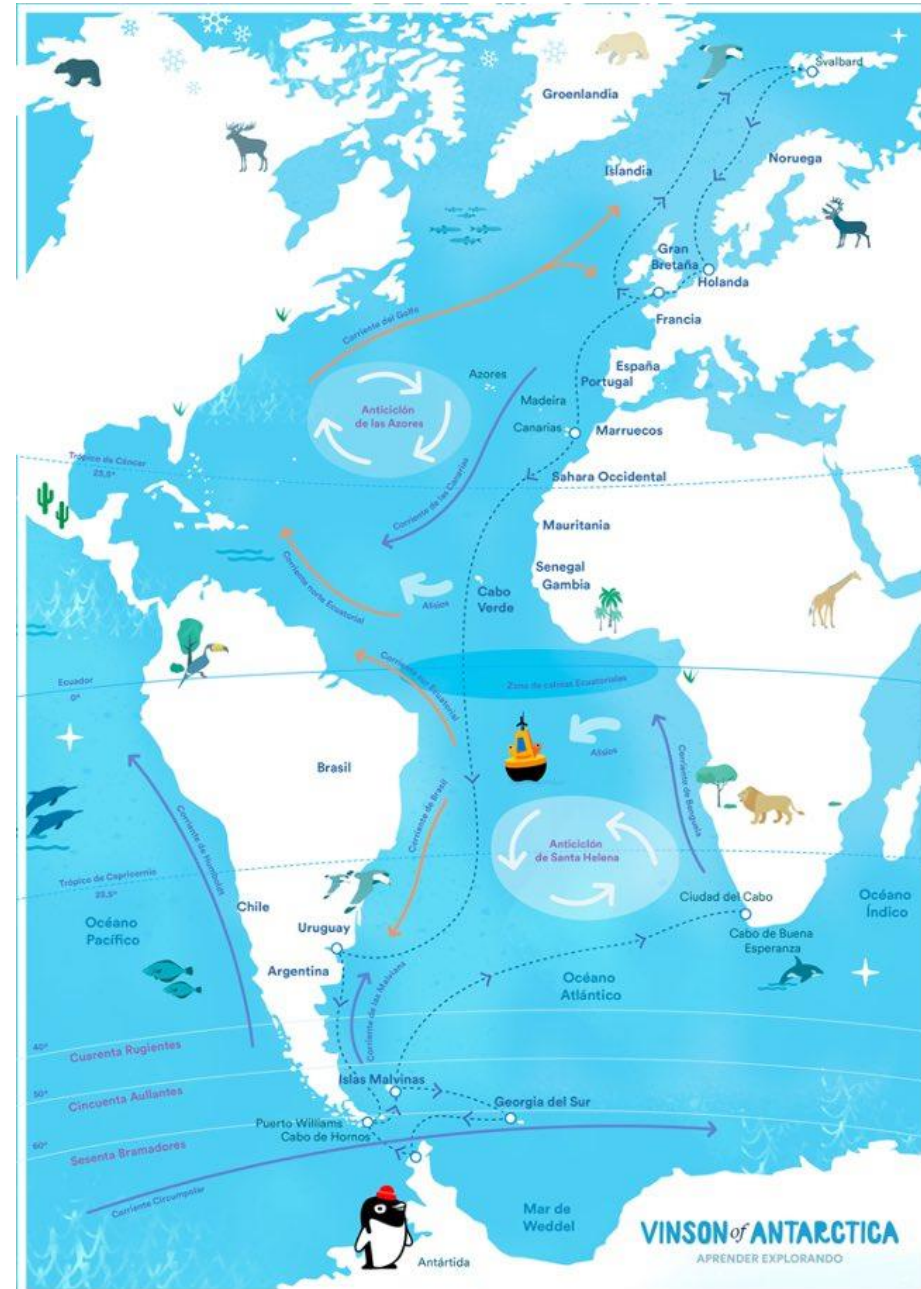 Svalbard
Groenlandia
Noruega
Islandia
Gran
Bretaña
Holanda
Francia
Corriente del Golfo
España
Portugal
Azores
Madeira
Canarias
Marruecos
Anticiclón
de las Azores
Trópico de Cáncer
23,5°
Sahara Occidental
Corriente de las Canarias
Mauritania
Senegal
Gambia
Cabo
Verde
Alisios
Corriente norte Ecuatorial
Corriente sur Ecuatorial
Ecuador
0°
Zona de calmas Ecuatoriales
Alisios
Brasil
Corriente de Brasil
Corriente de Benguela
Corriente de Humboldt
Anticiclón
de Santa Helena
Trópico de Capricornio
23,5°
Chile
Océano
Pacífico
Uruguay
Argentina
Ciudad del Cabo
Cabo de Buena
Esperanza
Océano
Índico
Océano
Atlántico
Corriente de las Malvinas
40°
Cuarenta Rugientes
50°
Cincuenta Aullantes
Islas Malvinas
Georgia del Sur
Puerto Williams
Cabo de Hornos
60°
Sesenta Bramadores
Corriente Circumpolar
Mar de
Weddel
Antártida
VINSON of ANTARCTICA
APRENDER EXPLORANDO